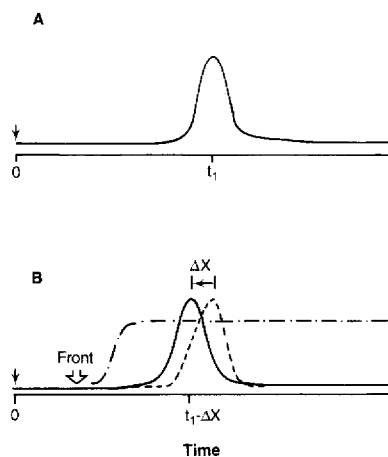 A
0 t₁
B
ΔX
Front
0 t₁-ΔX
Time